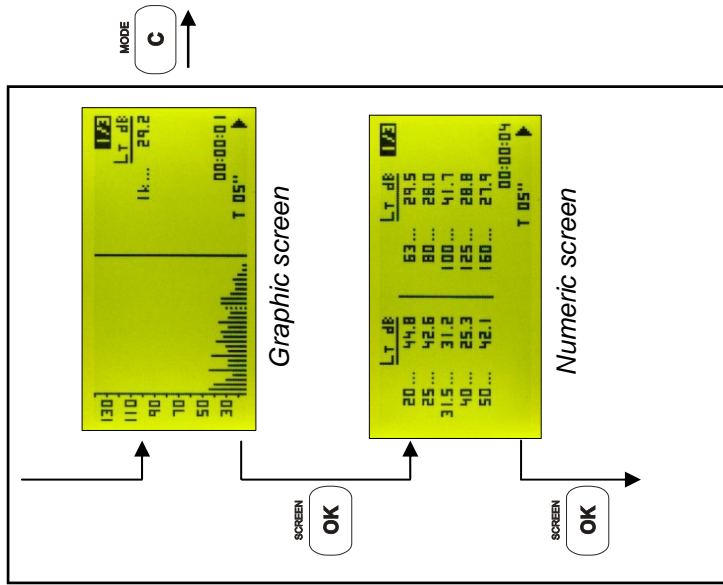 MODE
C
1/3
LT dB
1k... 29.2
130
110
90
70
50
30
00:00:01
T 05"
Graphic screen
SCREEN
OK
1/3
LT dB LT dB
20... 44.8 63... 29.5
25... 42.6 80... 28.0
31.5... 31.2 100... 41.7
40... 25.3 125... 28.8
50... 42.1 160... 27.9
00:00:04
T 05"
Numeric screen
SCREEN
OK